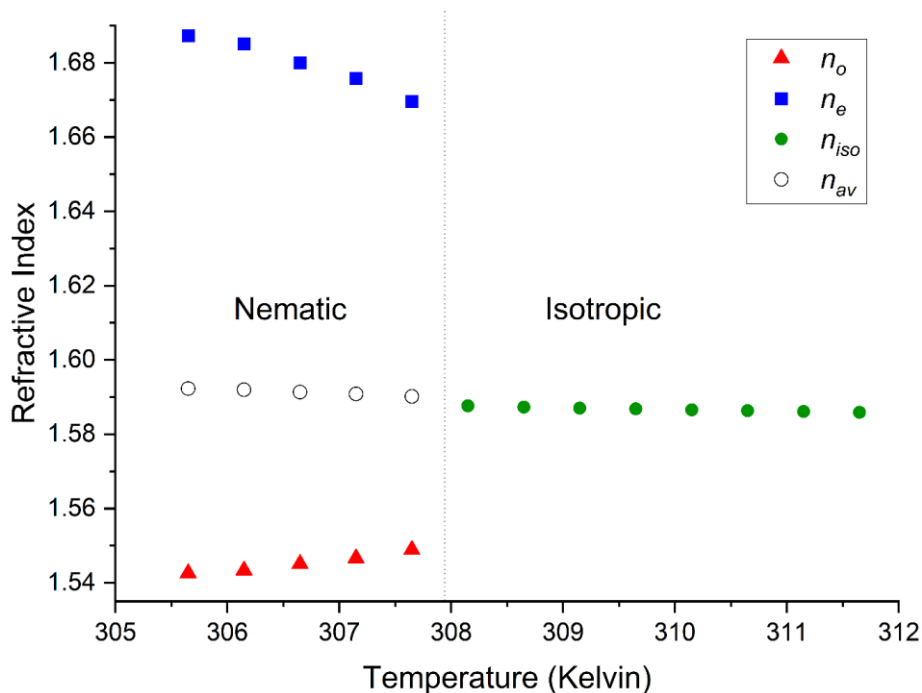 1.68
1.66
1.64
1.62
1.60
1.58
1.56
1.54
Refractive Index
n_o
n_e
n_iso
n_av
Nematic
Isotropic
305
306
307
308
309
310
311
312
Temperature (Kelvin)